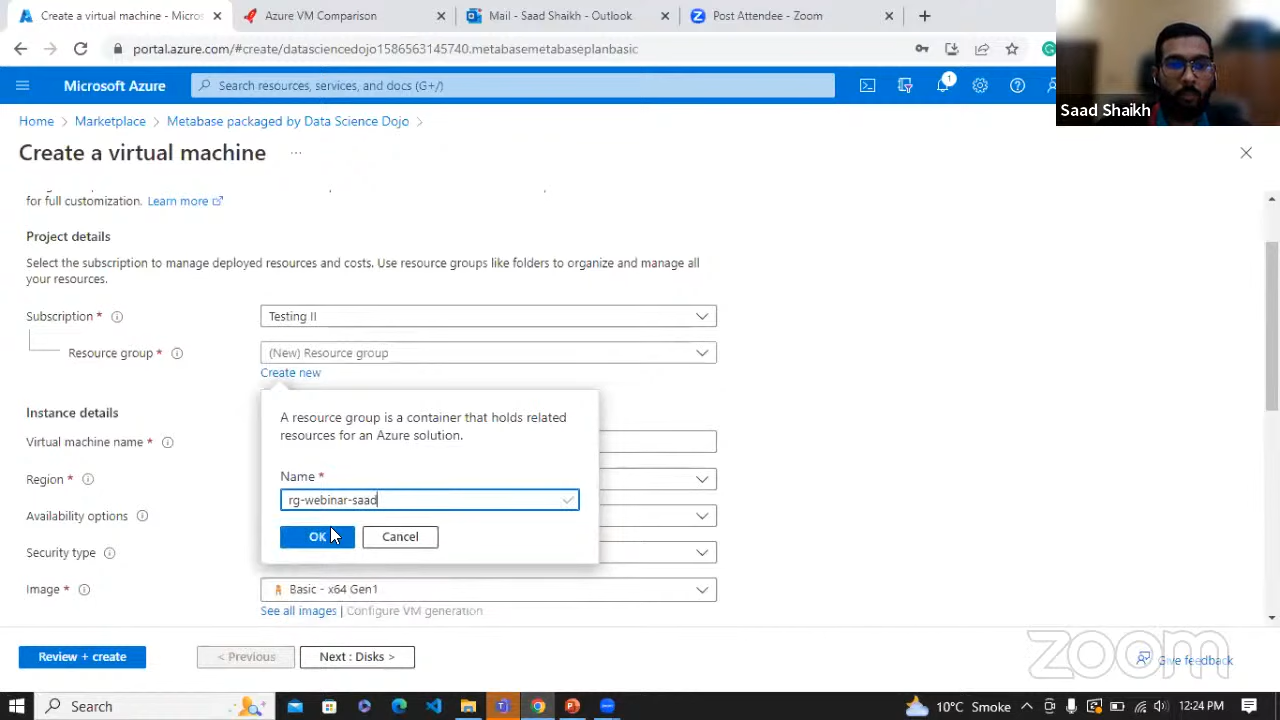 Create a virtual machine - Micros
Azure VM Comparison
Mail - Saad Shaikh - Outlook
Post Attendee - Zoom
portal.azure.com/#create/datasciencedojo1586563145740.metabasemetabaseplanbasic
Microsoft Azure
Search resources, services, and docs (G+/)
1
Saad Shaikh
Home > Marketplace > Metabase packaged by Data Science Dojo >
Create a virtual machine ...
for full customization. Learn more
Project details
Select the subscription to manage deployed resources and costs. Use resource groups like folders to organize and manage all
your resources.
Subscription *
Testing II
Resource group *
(New) Resource group
Create new
A resource group is a container that holds related
resources for an Azure solution.
Name *
rg-webinar-saad
OK
Cancel
Instance details
Virtual machine name *
Region *
Availability options
Security type
Image *
Basic - x64 Gen1
See all images | Configure VM generation
Review + create
< Previous
Next : Disks >
zoom
Give feedback
Search
10°C Smoke
12:24 PM